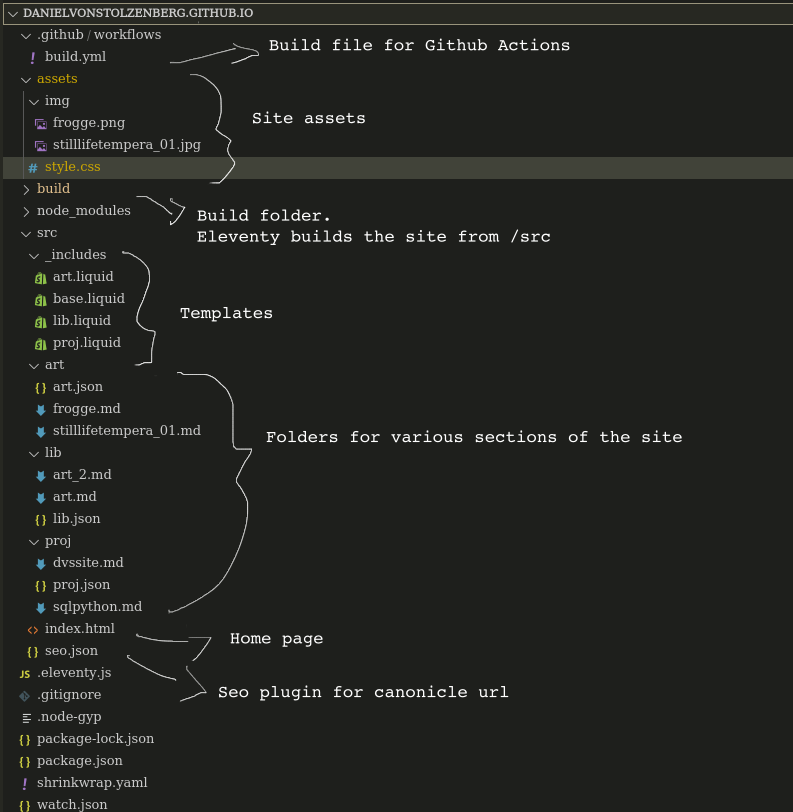 DANIELVONSTOLZENBERG.GITHUB.IO
.github / workflows
build.yml
Build file for Github Actions
assets
img
frogge.png
stilllifetempera_01.jpg
# style.css
Site assets
build
node_modules
Build folder.
Eleventy builds the site from /src
src
_includes
art.liquid
base.liquid
lib.liquid
proj.liquid
Templates
art
{} art.json
frogge.md
stilllifetempera_01.md
Folders for various sections of the site
lib
art_2.md
art.md
{} lib.json
proj
dvssite.md
{} proj.json
sqlpython.md
<> index.html
Home page
{} seo.json
Seo plugin for canonicle url
JS .eleventy.js
.gitignore
.node-gyp
{} package-lock.json
{} package.json
! shrinkwrap.yaml
{} watch.json